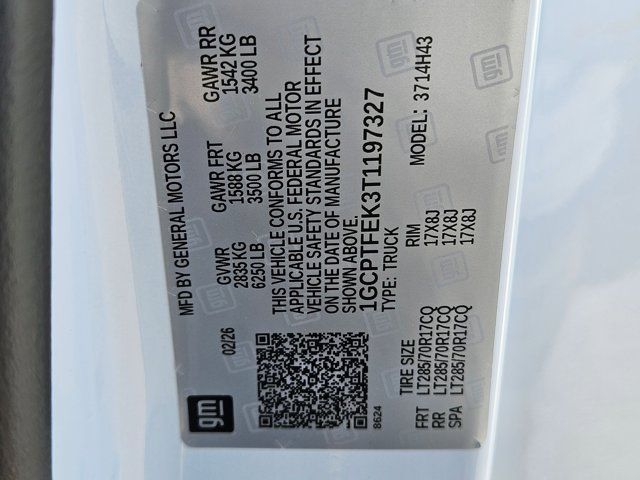 gm
MFD BY GENERAL MOTORS LLC
02/26
GVWR GAWR FRT GAWR RR
2835 KG 1588 KG 1542 KG
6250 LB 3500 LB 3400 LB
THIS VEHICLE CONFORMS TO ALL
APPLICABLE U.S. FEDERAL MOTOR
VEHICLE SAFETY STANDARDS IN EFFECT
ON THE DATE OF MANUFACTURE
SHOWN ABOVE.
1GCPTFEK3T1197327
8624
TYPE: TRUCK
MODEL: 3714H43
TIRE SIZE RIM
FRT LT285/70R17CQ 17X8J
RR LT285/70R17CQ 17X8J
SPA LT285/70R17CQ 17X8J